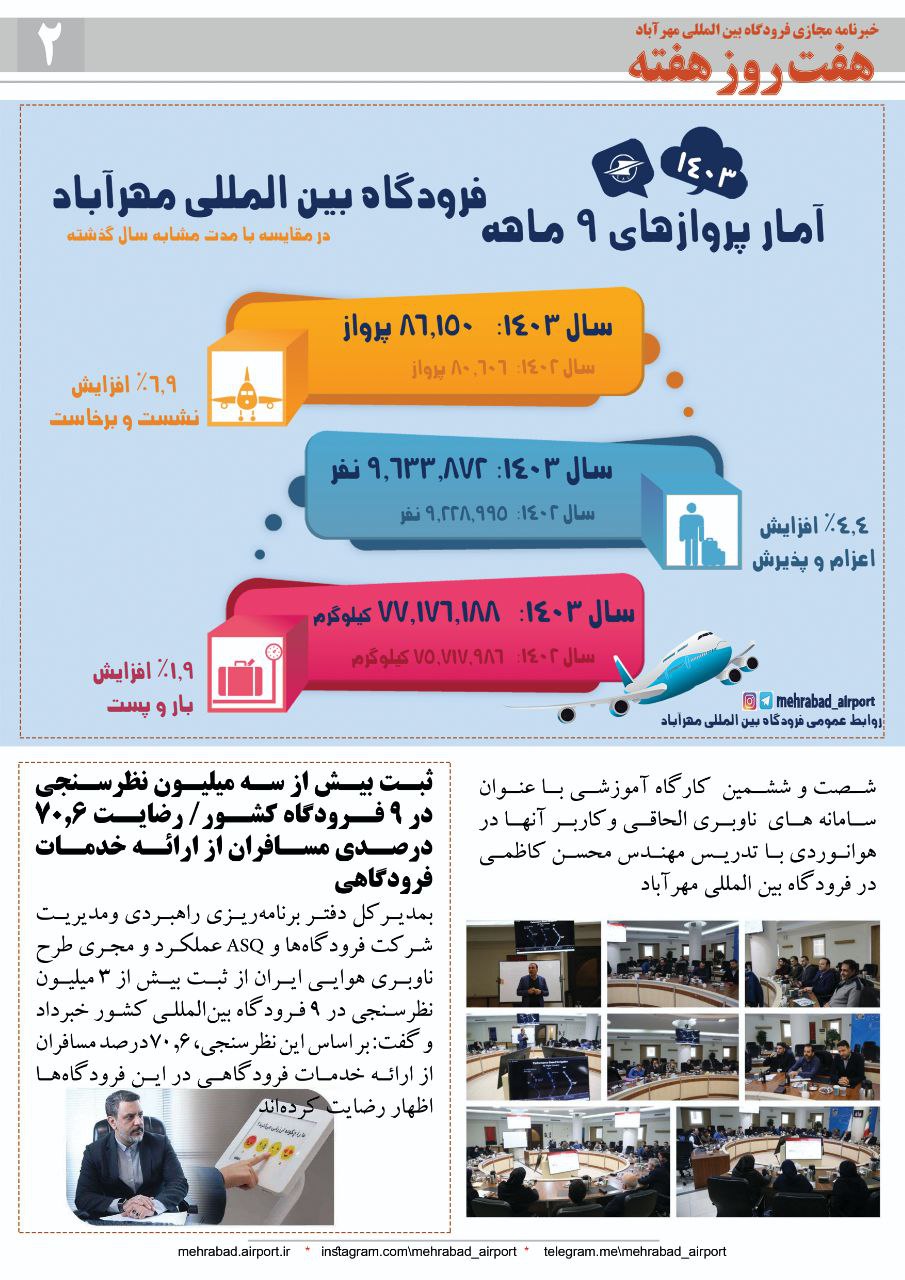 خبرنامه مجازی فرودگاه بین المللی مهرآباد
هفت روز هفته
۲
۱۴۰۳
آمار پروازهای ۹ ماهه
فرودگاه بین المللی مهرآباد
در مقایسه با مدت مشابه سال گذشته
سال ۱۴۰۳: ۸۶,۱۵۰ پرواز
سال ۱۴۰۲: ۸۰,۶۰۶ پرواز
۶,۹٪ افزایش
نشست و برخاست
سال ۱۴۰۳: ۹,۶۳۳,۸۷۲ نفر
سال ۱۴۰۲: ۹,۲۲۸,۹۹۵ نفر
۴,۴٪ افزایش
اعزام و پذیرش
سال ۱۴۰۳: ۷۷,۱۷۶,۱۸۸ کیلوگرم
سال ۱۴۰۲: ۷۵,۷۱۷,۹۸۶ کیلوگرم
۱,۹٪ افزایش
بار و پست
mehrabad_airport
روابط عمومی فرودگاه بین المللی مهرآباد
شصت و ششمین کارگاه آموزشی با عنوان
سامانه های ناوبری الحاقی وکاربر آنها در
هوانوردی با تدریس مهندس محسن کاظمی
در فرودگاه بین المللی مهرآباد
ثبت بیش از سه میلیون نظرسنجی
در ۹ فرودگاه کشور/ رضایت ۷۰,۶
درصدی مسافران از ارائه خدمات
فرودگاهی
بمدیرکل دفتر برنامه‌ریزی راهبردی ومدیریت
عملکرد و مجری طرح ASQ شرکت فرودگاه‌ها و
ناوبری هوایی ایران از ثبت بیش از ۳ میلیون
نظرسنجی در ۹ فرودگاه بین‌المللی کشور خبرداد
و گفت: بر اساس این نظرسنجی، ۷۰,۶درصد مسافران
از ارائه خدمات فرودگاهی در این فرودگاه‌ها
اظهار رضایت کرده‌اند
mehrabad.airport.ir * instagram.com\mehrabad_airport * telegram.me\mehrabad_airport